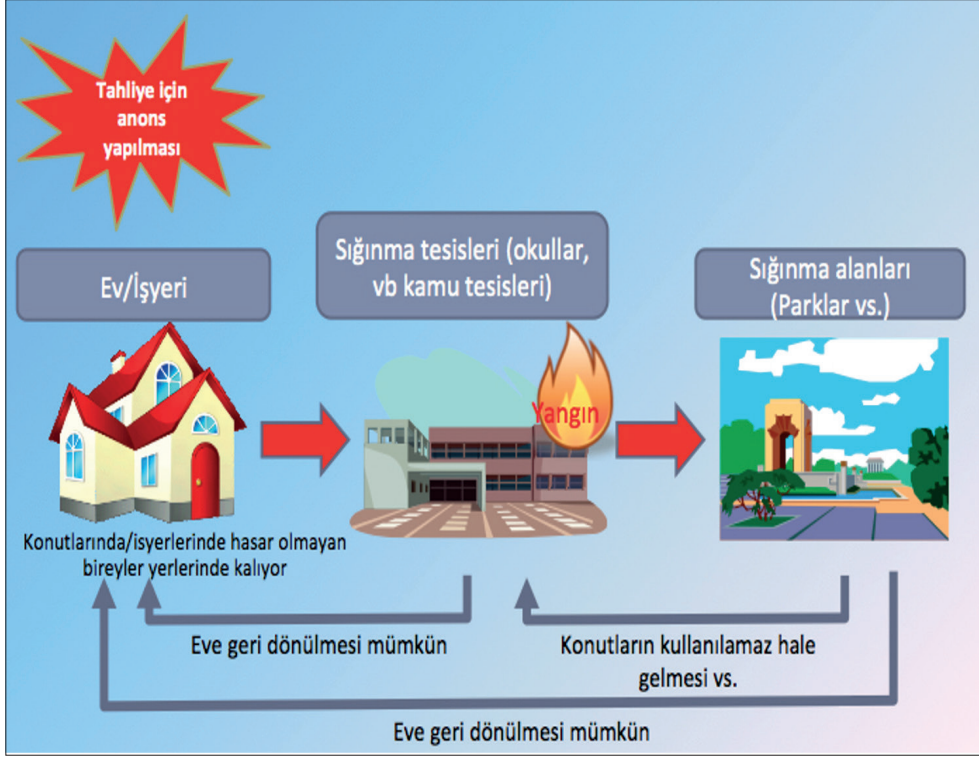 Tahliye için
anons
yapılması
Ev/İşyeri
Sığınma tesisleri (okullar,
vb kamu tesisleri)
Sığınma alanları
(Parklar vs.)
Yangın
Konutlarında/isyerlerinde hasar olmayan
bireyler yerlerinde kalıyor
Eve geri dönülmesi mümkün
Konutların kullanılamaz hale
gelmesi vs.
Eve geri dönülmesi mümkün